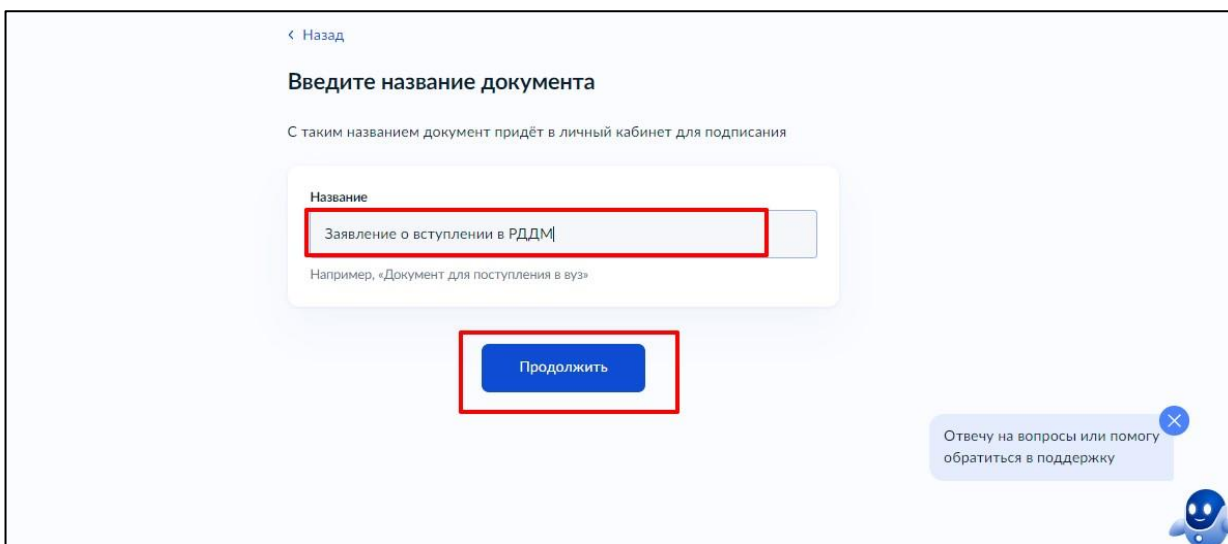 Назад
Введите название документа
С таким названием документ придёт в личный кабинет для подписания
Название
Заявление о вступлении в РДДМ
Например, «Документ для поступления в вуз»
Продолжить
Отвечу на вопросы или помогу
обратиться в поддержку